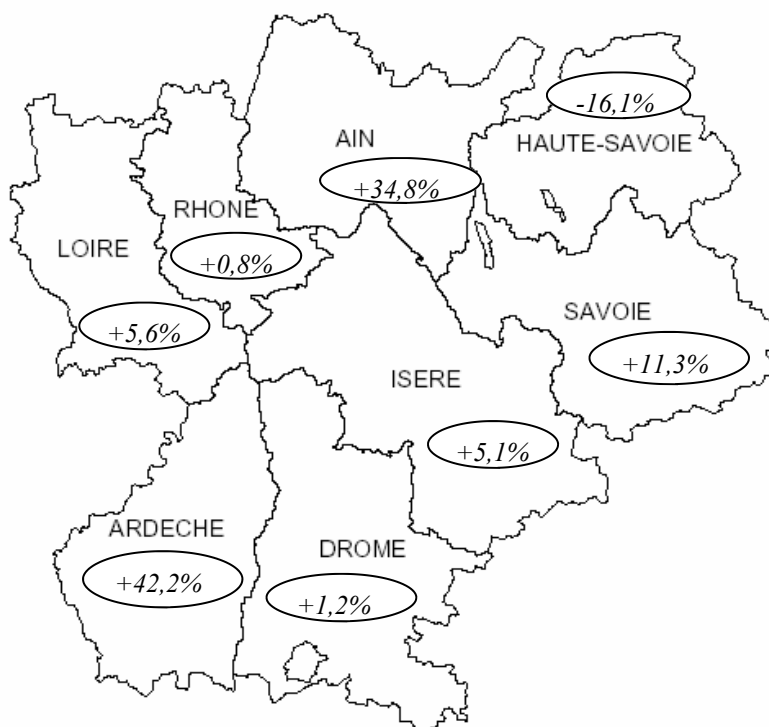 -16,1%
AIN
HAUTE-SAVOIE
+34,8%
RHONE
LOIRE
+0,8%
SAVOIE
+5,6%
+11,3%
ISERE
+5,1%
ARDECHE
DROME
+42,2%
+1,2%